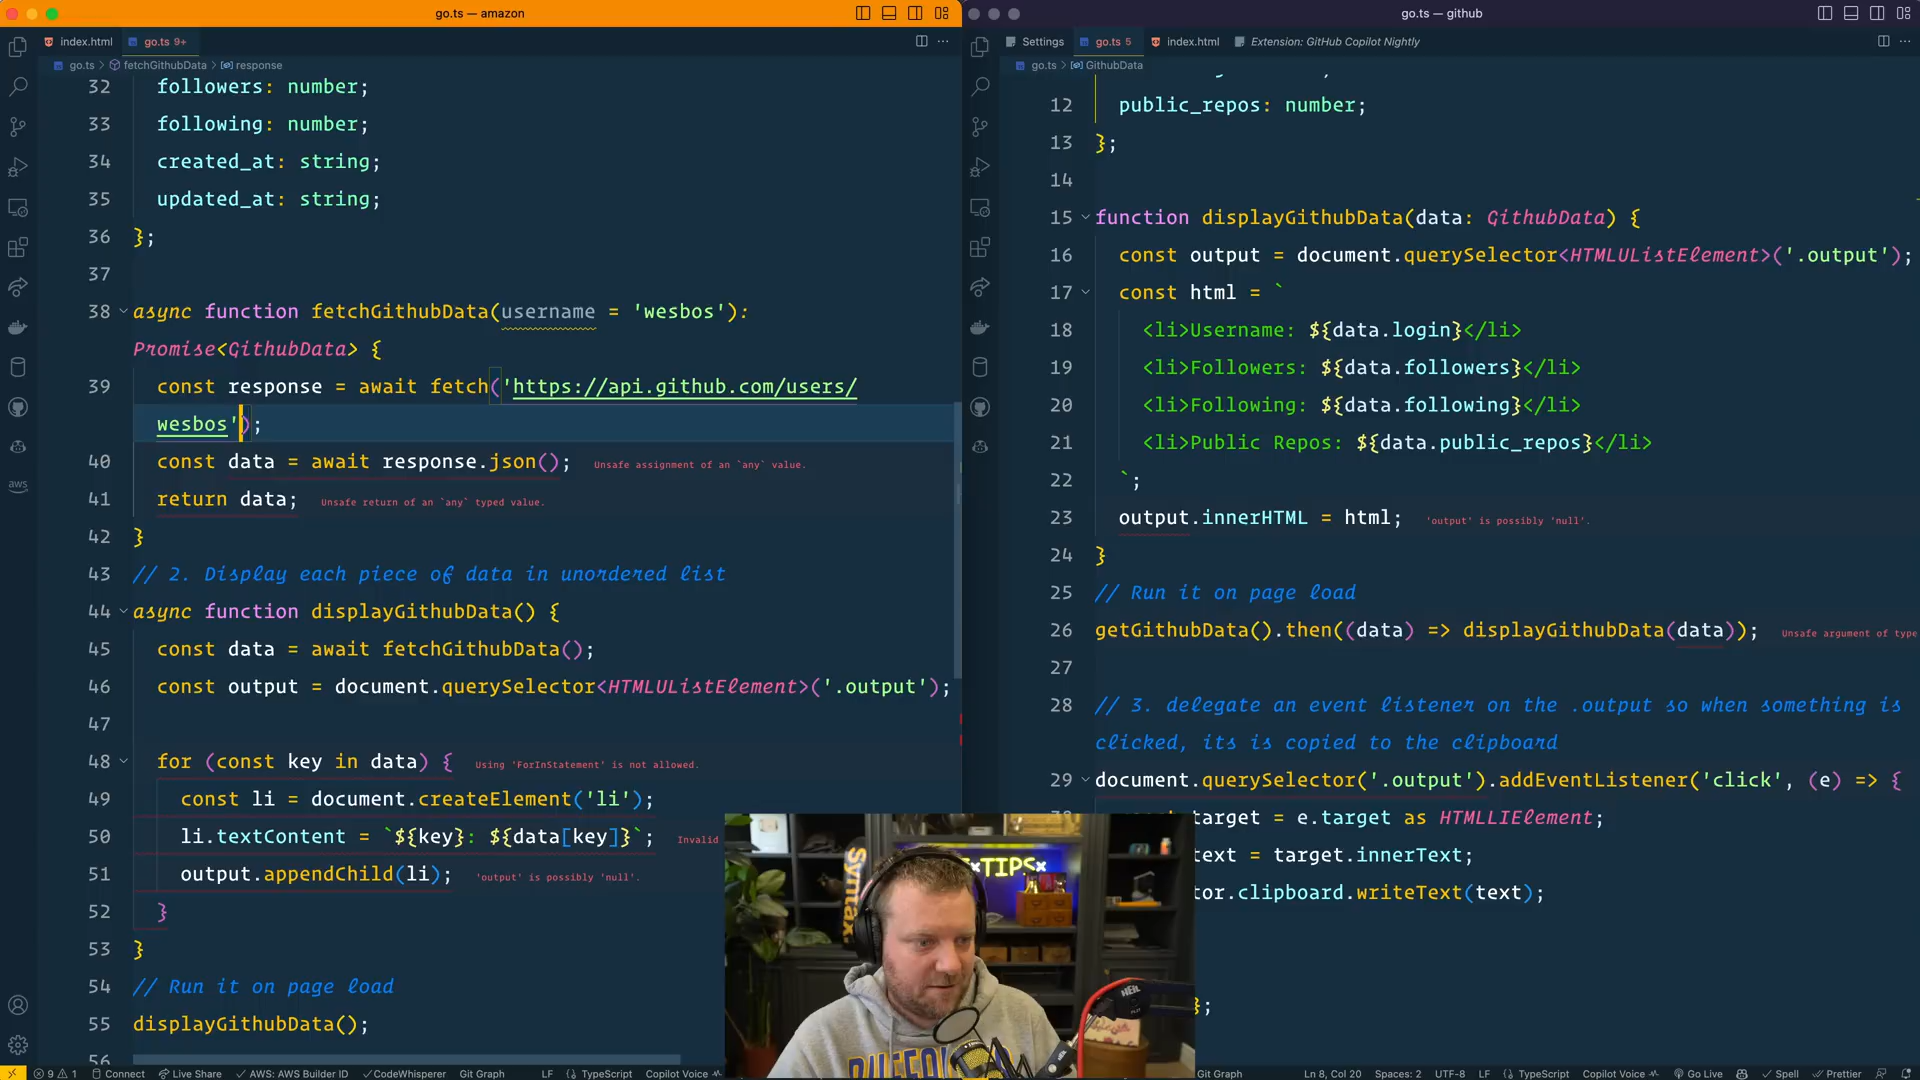 go.ts — amazon
index.html
go.ts 9+
go.ts > fetchGithubData > response
32 followers: number;
33 following: number;
34 created_at: string;
35 updated_at: string;
36 };
37
38 async function fetchGithubData(username = 'wesbos'):
Promise<GithubData> {
39 const response = await fetch('https://api.github.com/users/
wesbos');
40 const data = await response.json(); Unsafe assignment of an `any` value.
41 return data; Unsafe return of an `any` typed value.
42 }
43 // 2. Display each piece of data in unordered list
44 async function displayGithubData() {
45 const data = await fetchGithubData();
46 const output = document.querySelector<HTMLUListElement>('.output');
47
48 for (const key in data) { Using 'ForInStatement' is not allowed.
49 const li = document.createElement('li');
50 li.textContent = `${key}: ${data[key]}`; Invalid
51 output.appendChild(li); 'output' is possibly 'null'.
52 }
53 }
54 // Run it on page load
55 displayGithubData();
56
aws
9 1 Connect Live Share AWS: AWS Builder ID CodeWhisperer Git Graph LF TypeScript Copilot Voice
go.ts — github
Settings
go.ts 5
index.html
Extension: GitHub Copilot Nightly
go.ts > GithubData
12 public_repos: number;
13 };
14
15 function displayGithubData(data: GithubData) {
16 const output = document.querySelector<HTMLUListElement>('.output');
17 const html = `
18 <li>Username: ${data.login}</li>
19 <li>Followers: ${data.followers}</li>
20 <li>Following: ${data.following}</li>
21 <li>Public Repos: ${data.public_repos}</li>
22 `;
23 output.innerHTML = html; 'output' is possibly 'null'.
24 }
25 // Run it on page load
26 getGithubData().then((data) => displayGithubData(data)); Unsafe argument of type
27
28 // 3. delegate an event listener on the .output so when something is
clicked, its is copied to the clipboard
29 document.querySelector('.output').addEventListener('click', (e) => {
target = e.target as HTMLLIElement;
text = target.innerText;
tor.clipboard.writeText(text);
};
Syntax.
TIPS
HEIL
Git Graph Ln 8, Col 20 Spaces: 2 UTF-8 LF TypeScript Copilot Voice Go Live Spell Prettier